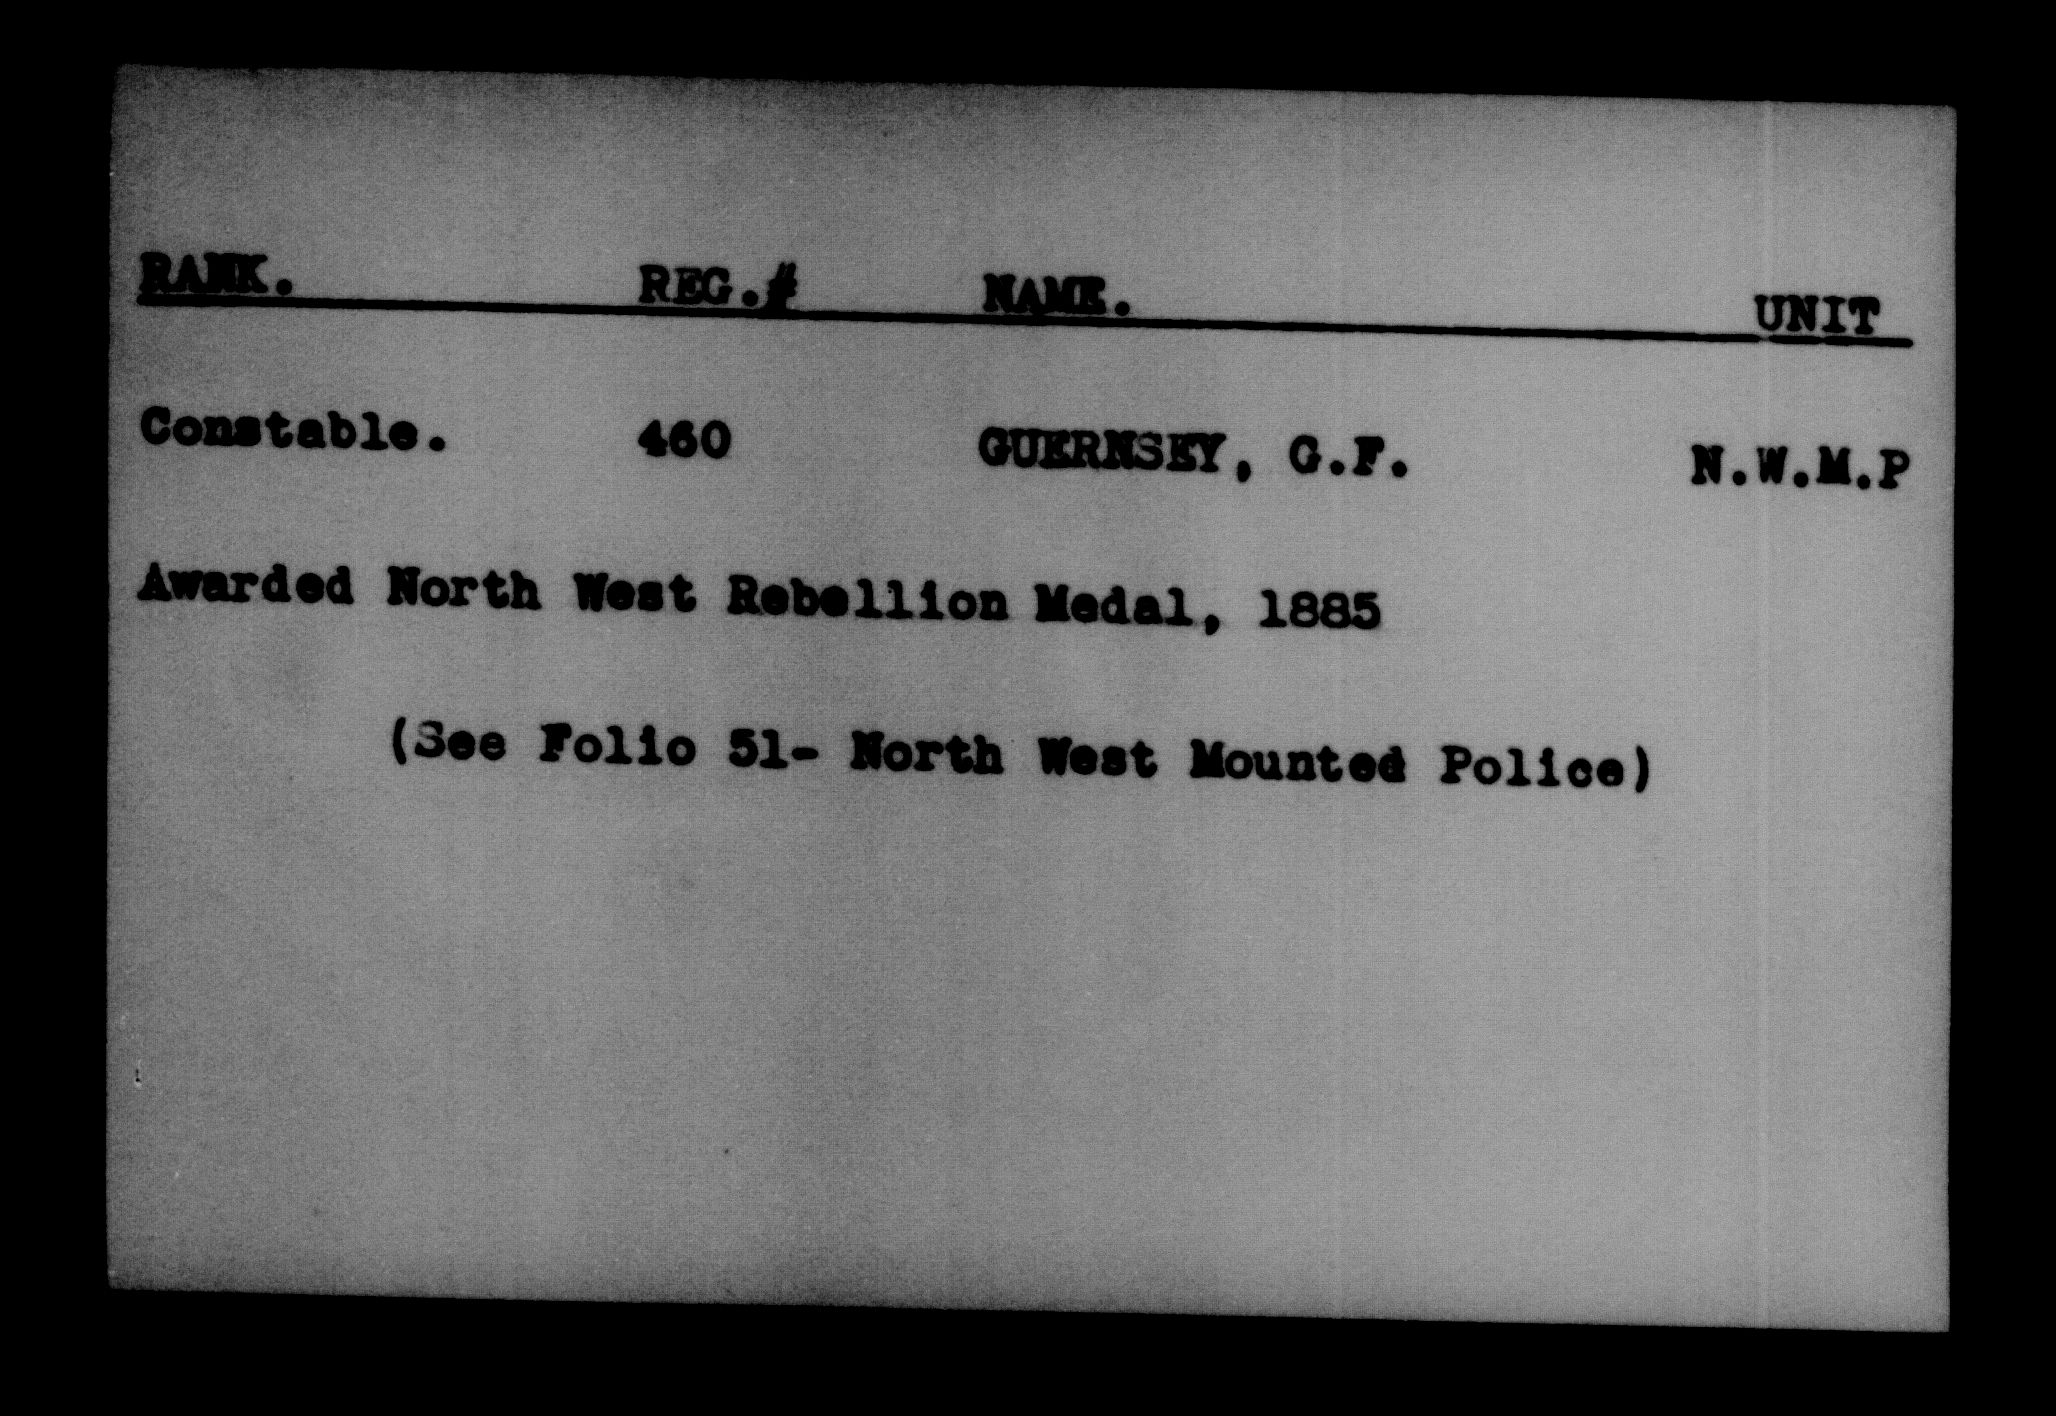 RANK. REG.# NAME. UNIT
Constable. 460 GUERNSEY, G.F. N.W.M.P
Awarded North West Rebellion Medal, 1885
(See Folio 51- North West Mounted Police)